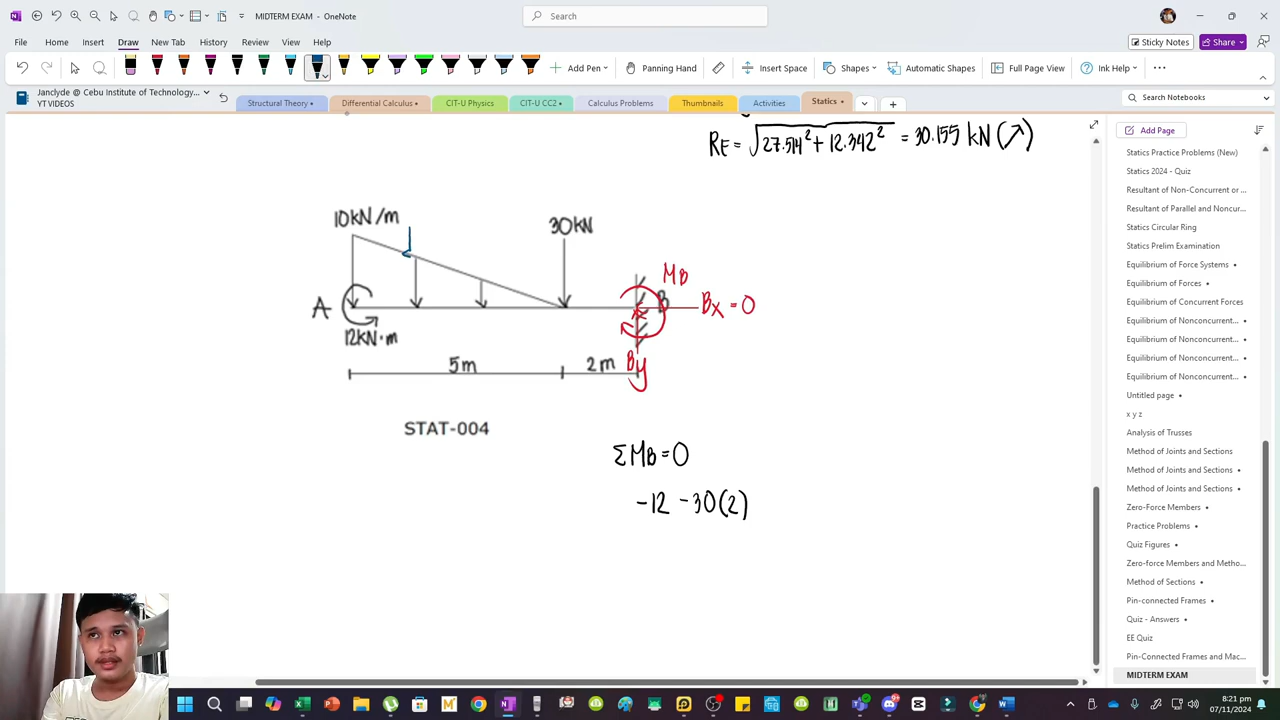 MIDTERM EXAM - OneNote
Search
File Home Insert Draw New Tab History Review View Help
Sticky Notes Share
Add Pen Panning Hand Insert Space Shapes Automatic Shapes Full Page View Ink Help
Janclyde @ Cebu Institute of Technology...
YT VIDEOS
Structural Theory Differential Calculus CIT-U Physics CIT-U CC2 Calculus Problems Thumbnails Activities Statics
Search Notebooks
Add Page
Statics Practice Problems (New)
Statics 2024 - Quiz
Resultant of Non-Concurrent or ...
Resultant of Parallel and Noncur...
Statics Circular Ring
Statics Prelim Examination
Equilibrium of Force Systems
Equilibrium of Forces
Equilibrium of Concurrent Forces
Equilibrium of Nonconcurrent...
Equilibrium of Nonconcurrent...
Equilibrium of Nonconcurrent...
Equilibrium of Nonconcurrent...
Untitled page
x y z
Analysis of Trusses
Method of Joints and Sections
Method of Joints and Sections
Method of Joints and Sections
Zero-Force Members
Practice Problems
Quiz Figures
Zero-force Members and Metho...
Method of Sections
Pin-connected Frames
Quiz - Answers
EE Quiz
Pin-Connected Frames and Mac...
MIDTERM EXAM
RE = √27.514² + 12.342² = 30.155 kN (↗)
10kN/m
30kN
MB
A
B
Bx = 0
12kN·m
5m
2m
By
STAT-004
ΣMB = 0
-12 - 30(2)
8:21 pm
07/11/2024